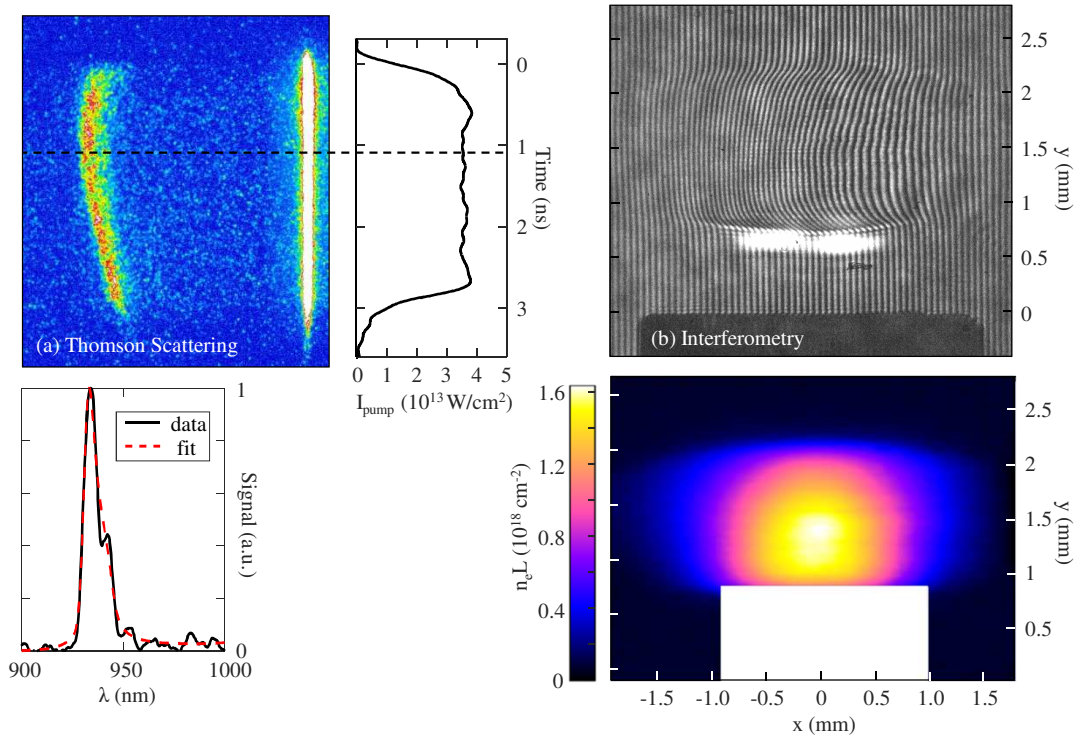 (a) Thomson Scattering
0
1
2
3
Time (ns)
0 1 2 3 4 5
I_pump (10^13 W/cm^2)
2.5
2
1.5
1
0.5
0
y (mm)
(b) Interferometry
1
0
Signal (a.u.)
data
fit
900 950 1000
λ (nm)
1.6
1.2
0.8
0.4
0
n_eL (10^18 cm^-2)
2.5
2
1.5
1
0.5
y (mm)
-1.5 -1.0 -0.5 0 0.5 1.0 1.5
x (mm)